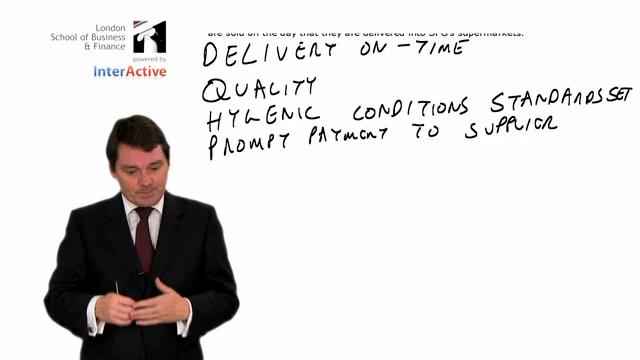 London
School of Business
& Finance
powered by
InterActive
are sold on the day that they are delivered into SFG's supermarkets.
DELIVERY ON-TIME
QUALITY
HYGENIC CONDITIONS STANDARDS SET
PROMPT PAYMENT TO SUPPLIER